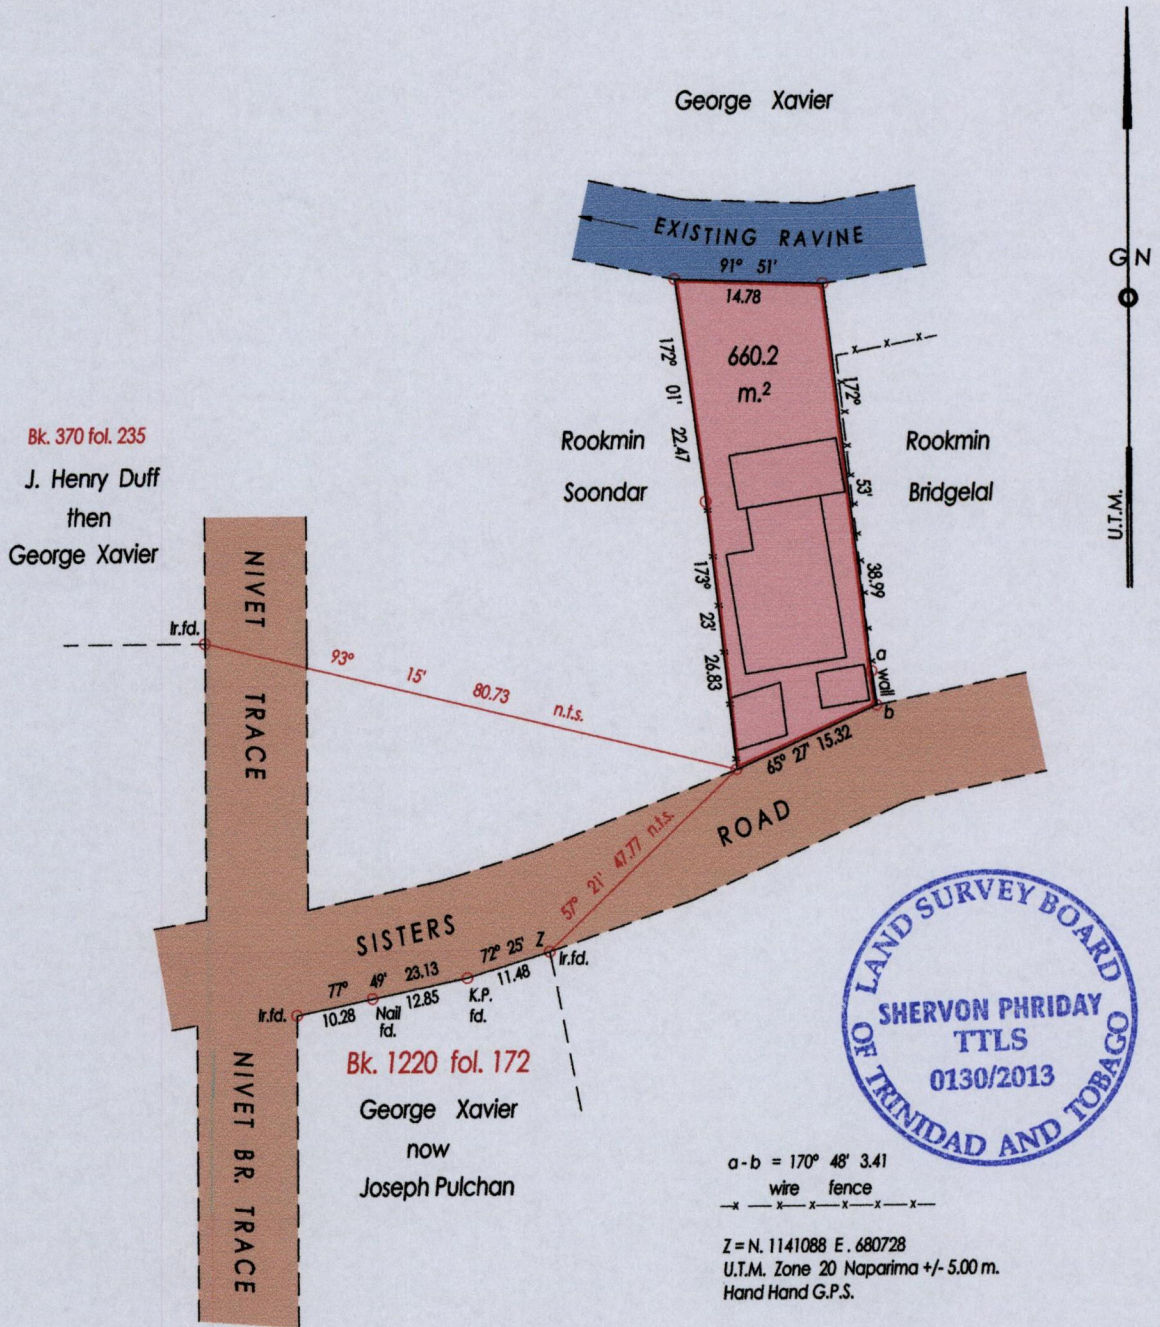 George Xavier
EXISTING RAVINE
91° 51'
14.78
G N
660.2
m.²
172° 01' 22.47
172° 53' 38.99
Rookmin
Soondar
Rookmin
Bridgelal
U.T.M.
Bk. 370 fol. 235
J. Henry Duff
then
George Xavier
NIVET TRACE
Ir.fd.
93° 15' 80.73 n.t.s.
173° 23' 26.83
a
wall
b
65° 27' 15.32
ROAD
57° 21' 47.77 n.t.s.
SISTERS
77° 49' 23.13
72° 25' Z
Ir.fd.
Ir.fd.
10.28
Nail
fd.
12.85
K.P.
fd.
11.48
Bk. 1220 fol. 172
George Xavier
now
Joseph Pulchan
NIVET BR. TRACE
LAND SURVEY BOARD
OF TRINIDAD AND TOBAGO
SHERVON PHRIDAY
TTLS
0130/2013
a-b = 170° 48' 3.41
wire fence
x x x x x x
Z = N. 1141088 E. 680728
U.T.M. Zone 20 Naparima +/- 5.00 m.
Hand Hand G.P.S.